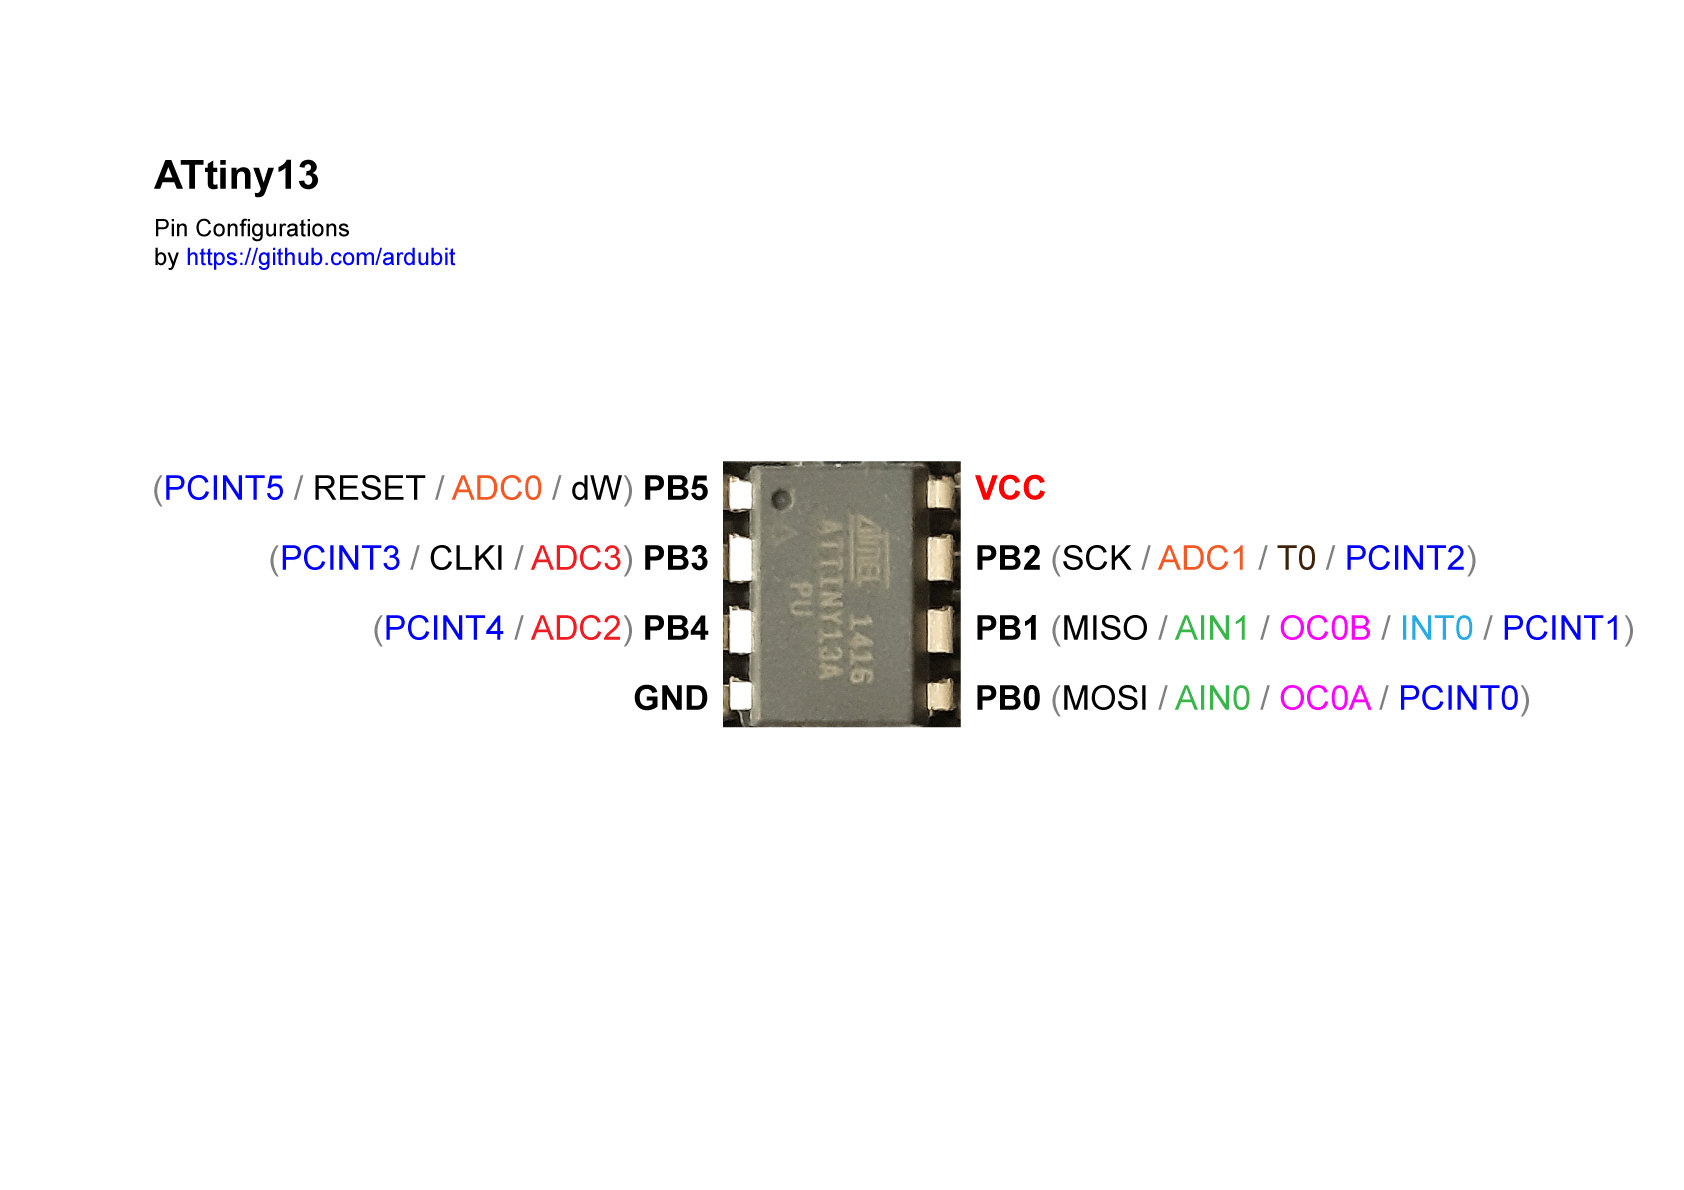 ATtiny13
Pin Configurations
by https://github.com/ardubit
(PCINT5 / RESET / ADC0 / dW) PB5
VCC
(PCINT3 / CLKI / ADC3) PB3
PB2 (SCK / ADC1 / T0 / PCINT2)
(PCINT4 / ADC2) PB4
PB1 (MISO / AIN1 / OC0B / INT0 / PCINT1)
GND
PB0 (MOSI / AIN0 / OC0A / PCINT0)
ATMEL 1416
ATTINY13A
PU